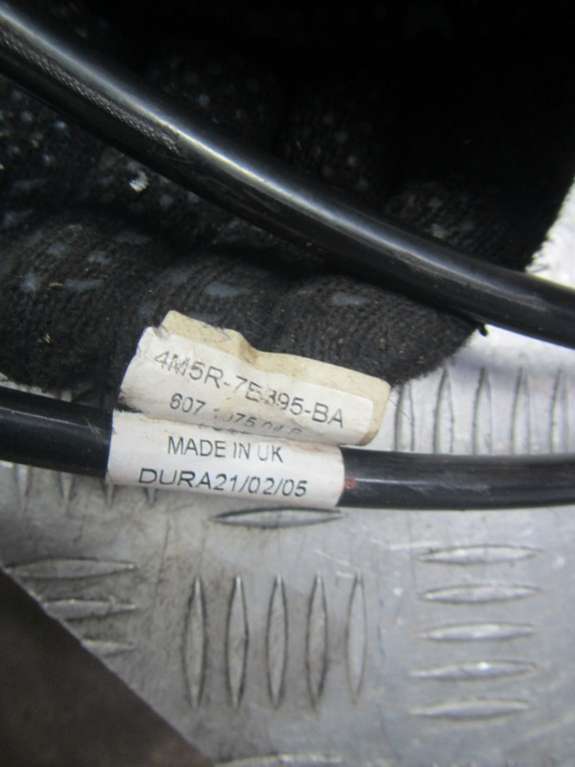 4M5R-7E395-BA
607
MADE IN UK
DURA21/02/05